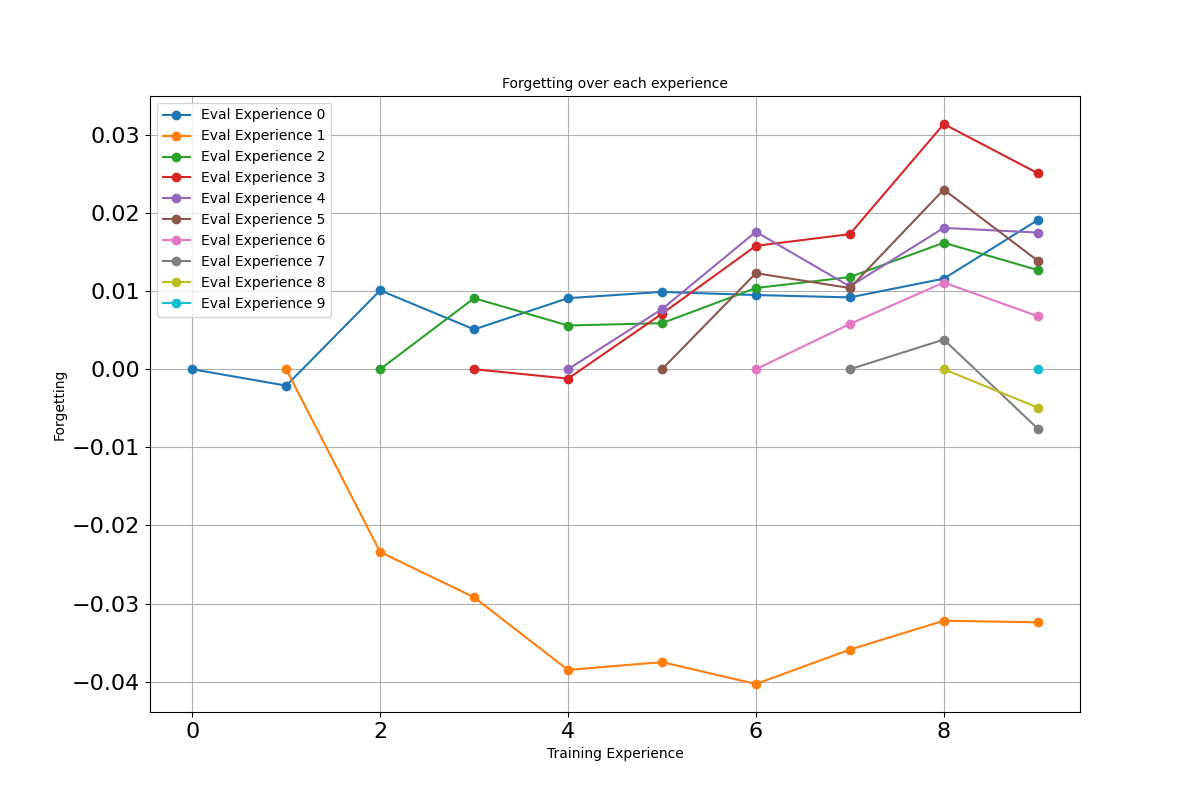 Forgetting over each experience
Eval Experience 0
Eval Experience 1
Eval Experience 2
Eval Experience 3
Eval Experience 4
Eval Experience 5
Eval Experience 6
Eval Experience 7
Eval Experience 8
Eval Experience 9
0.03
0.02
0.01
0.00
−0.01
−0.02
−0.03
−0.04
Forgetting
0 2 4 6 8
Training Experience